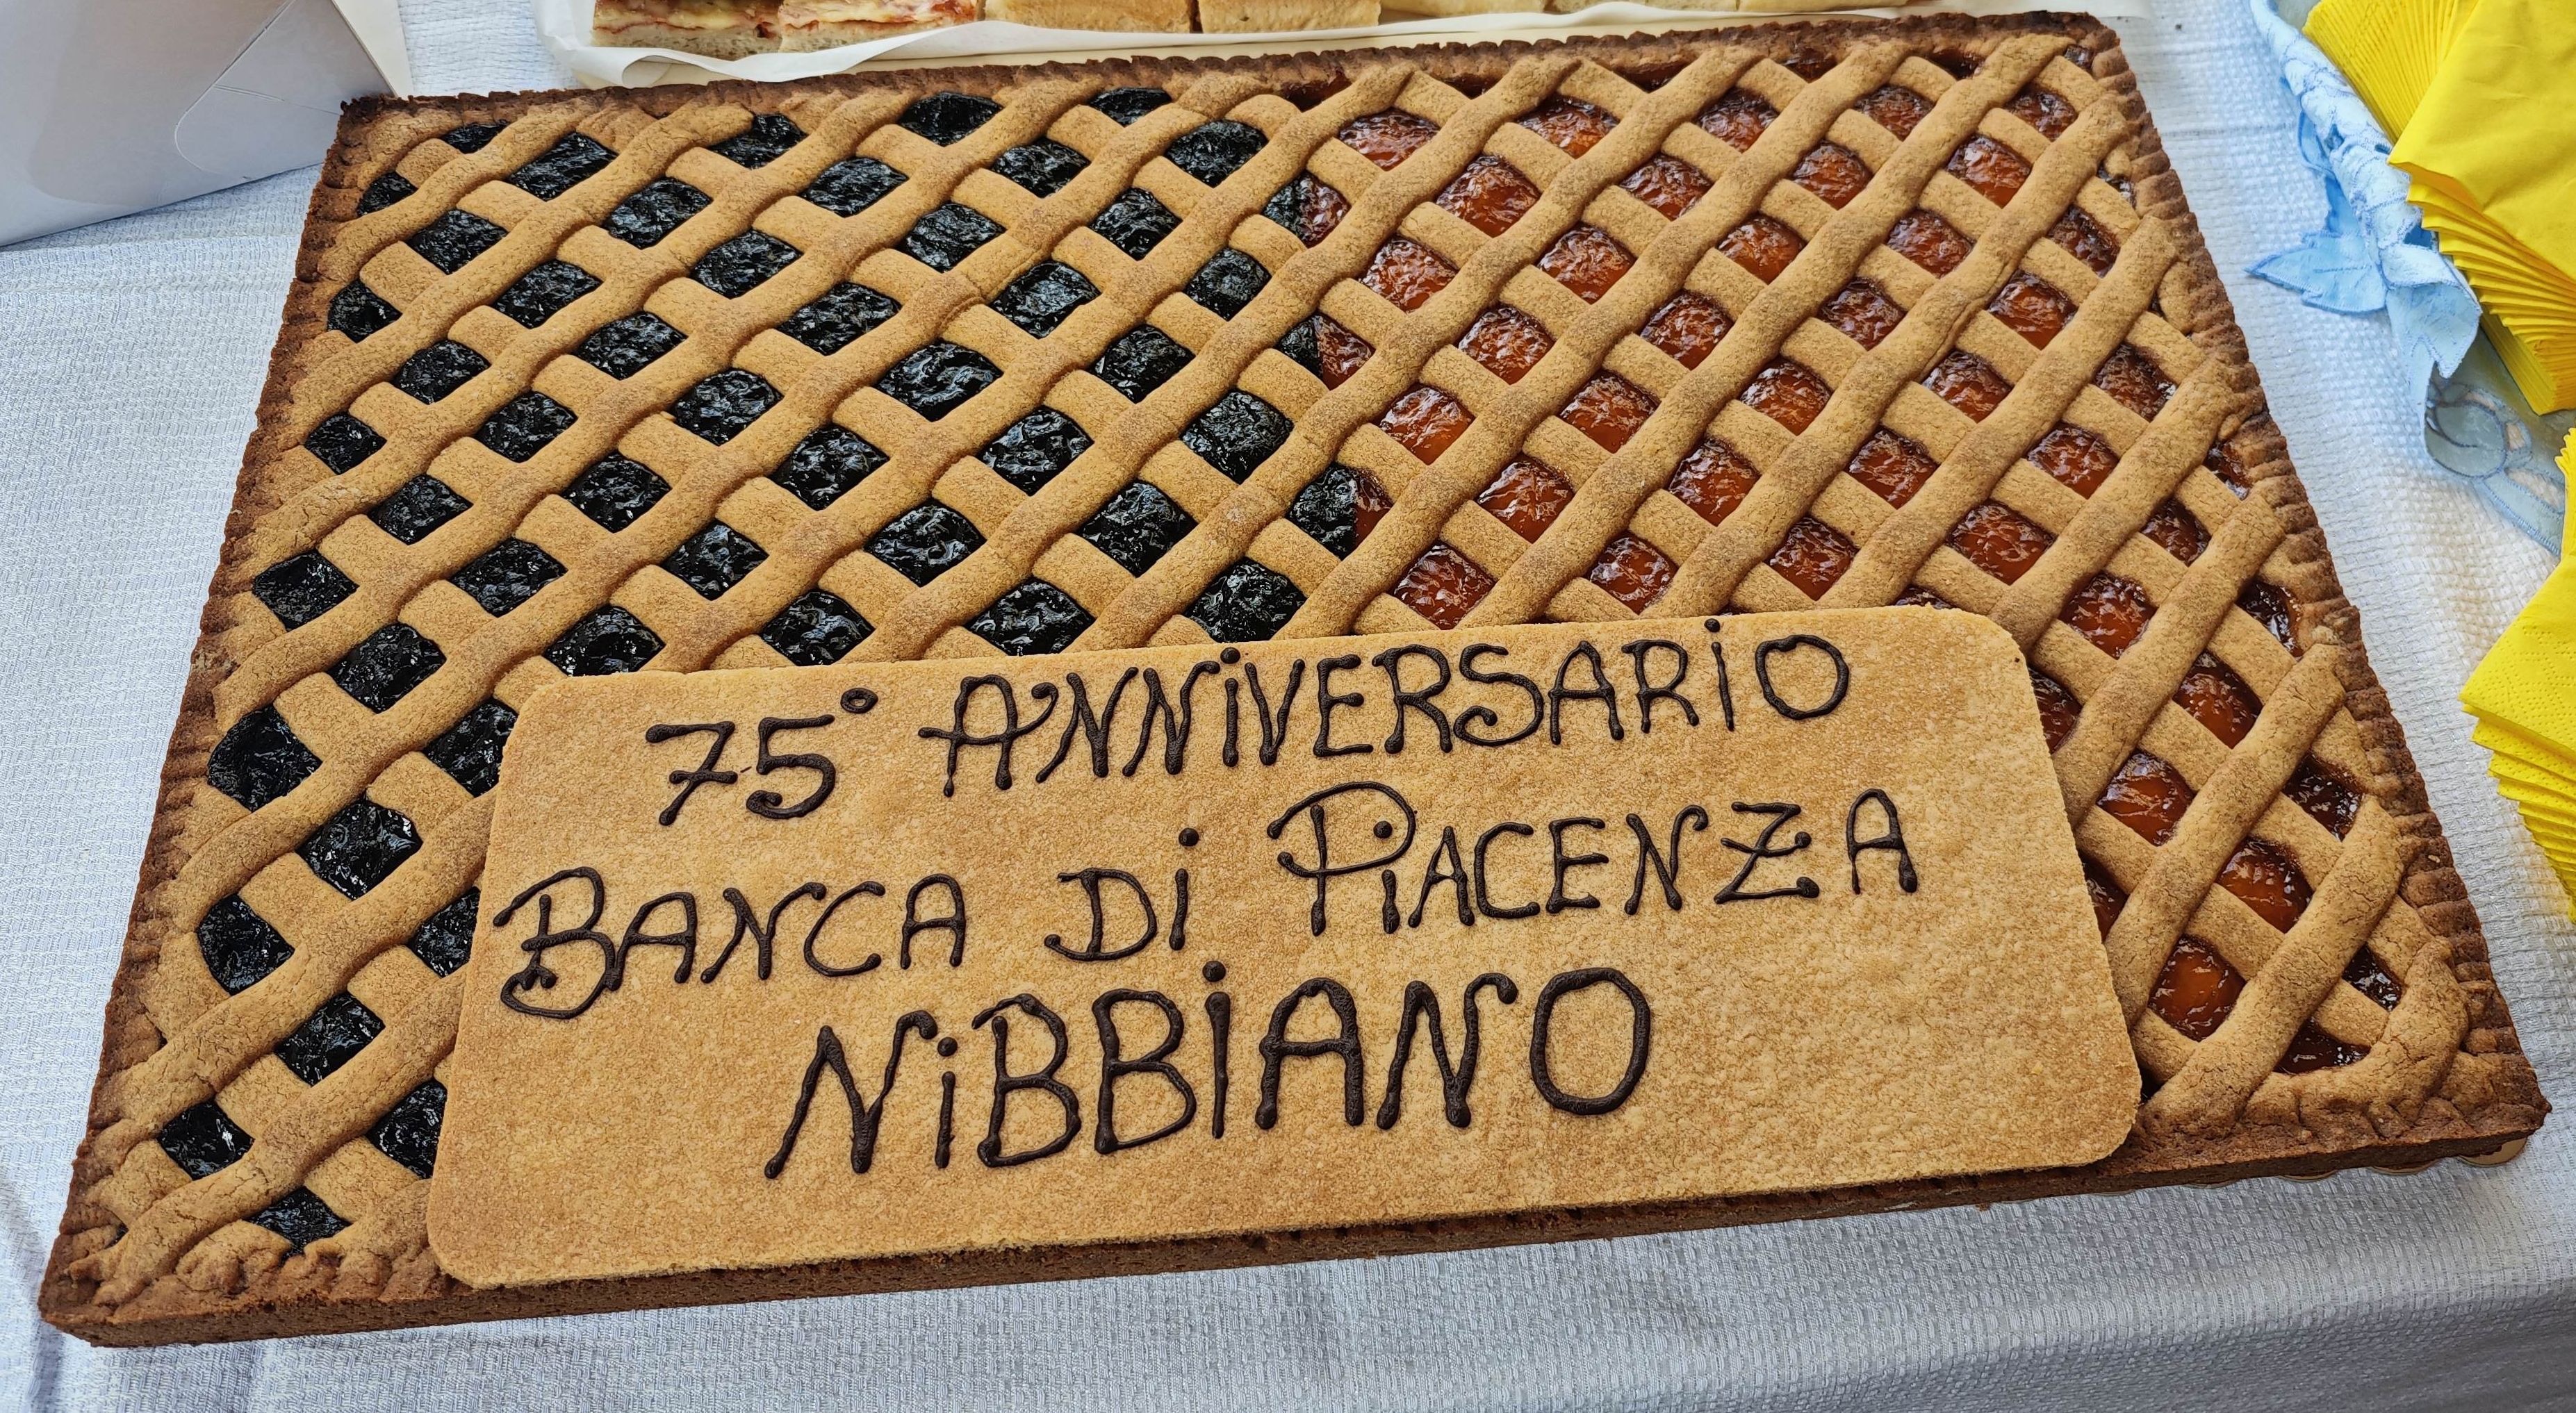 75° ANNiVERSARiO
BANCA Di PiACENZA
NiBBiANO